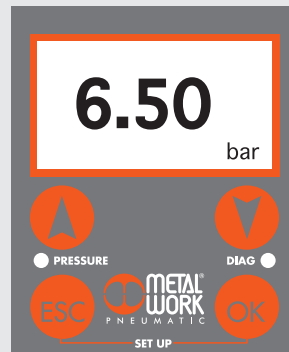 6.50
bar
PRESSURE
DIAG
ESC
METAL®
WORK
PNEUMATIC
OK
SET UP